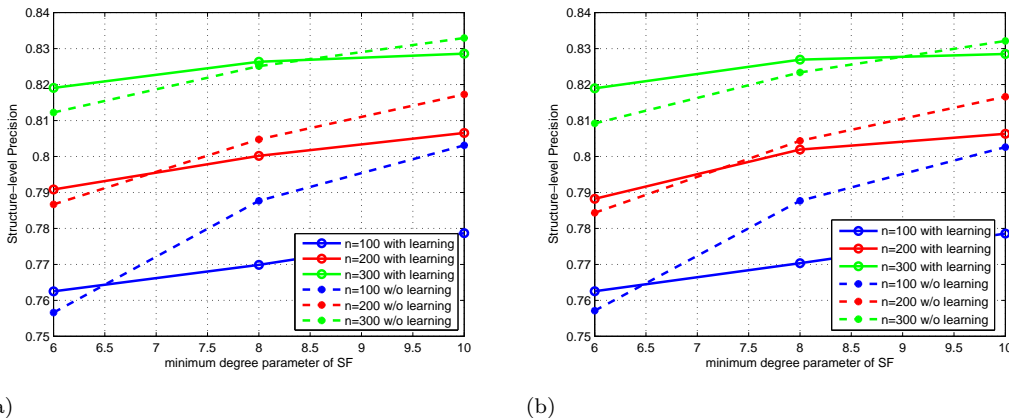 0.84
0.83
0.82
0.81
0.8
0.79
0.78
0.77
0.76
0.75
Structure−level Precision
n=100 with learning
n=200 with learning
n=300 with learning
n=100 w/o learning
n=200 w/o learning
n=300 w/o learning
6 6.5 7 7.5 8 8.5 9 9.5 10
minimum degree parameter of SF
0.84
0.83
0.82
0.81
0.8
0.79
0.78
0.77
0.76
0.75
Structure−level Precision
n=100 with learning
n=200 with learning
n=300 with learning
n=100 w/o learning
n=200 w/o learning
n=300 w/o learning
6 6.5 7 7.5 8 8.5 9 9.5 10
minimum degree parameter of SF
a)
(b)